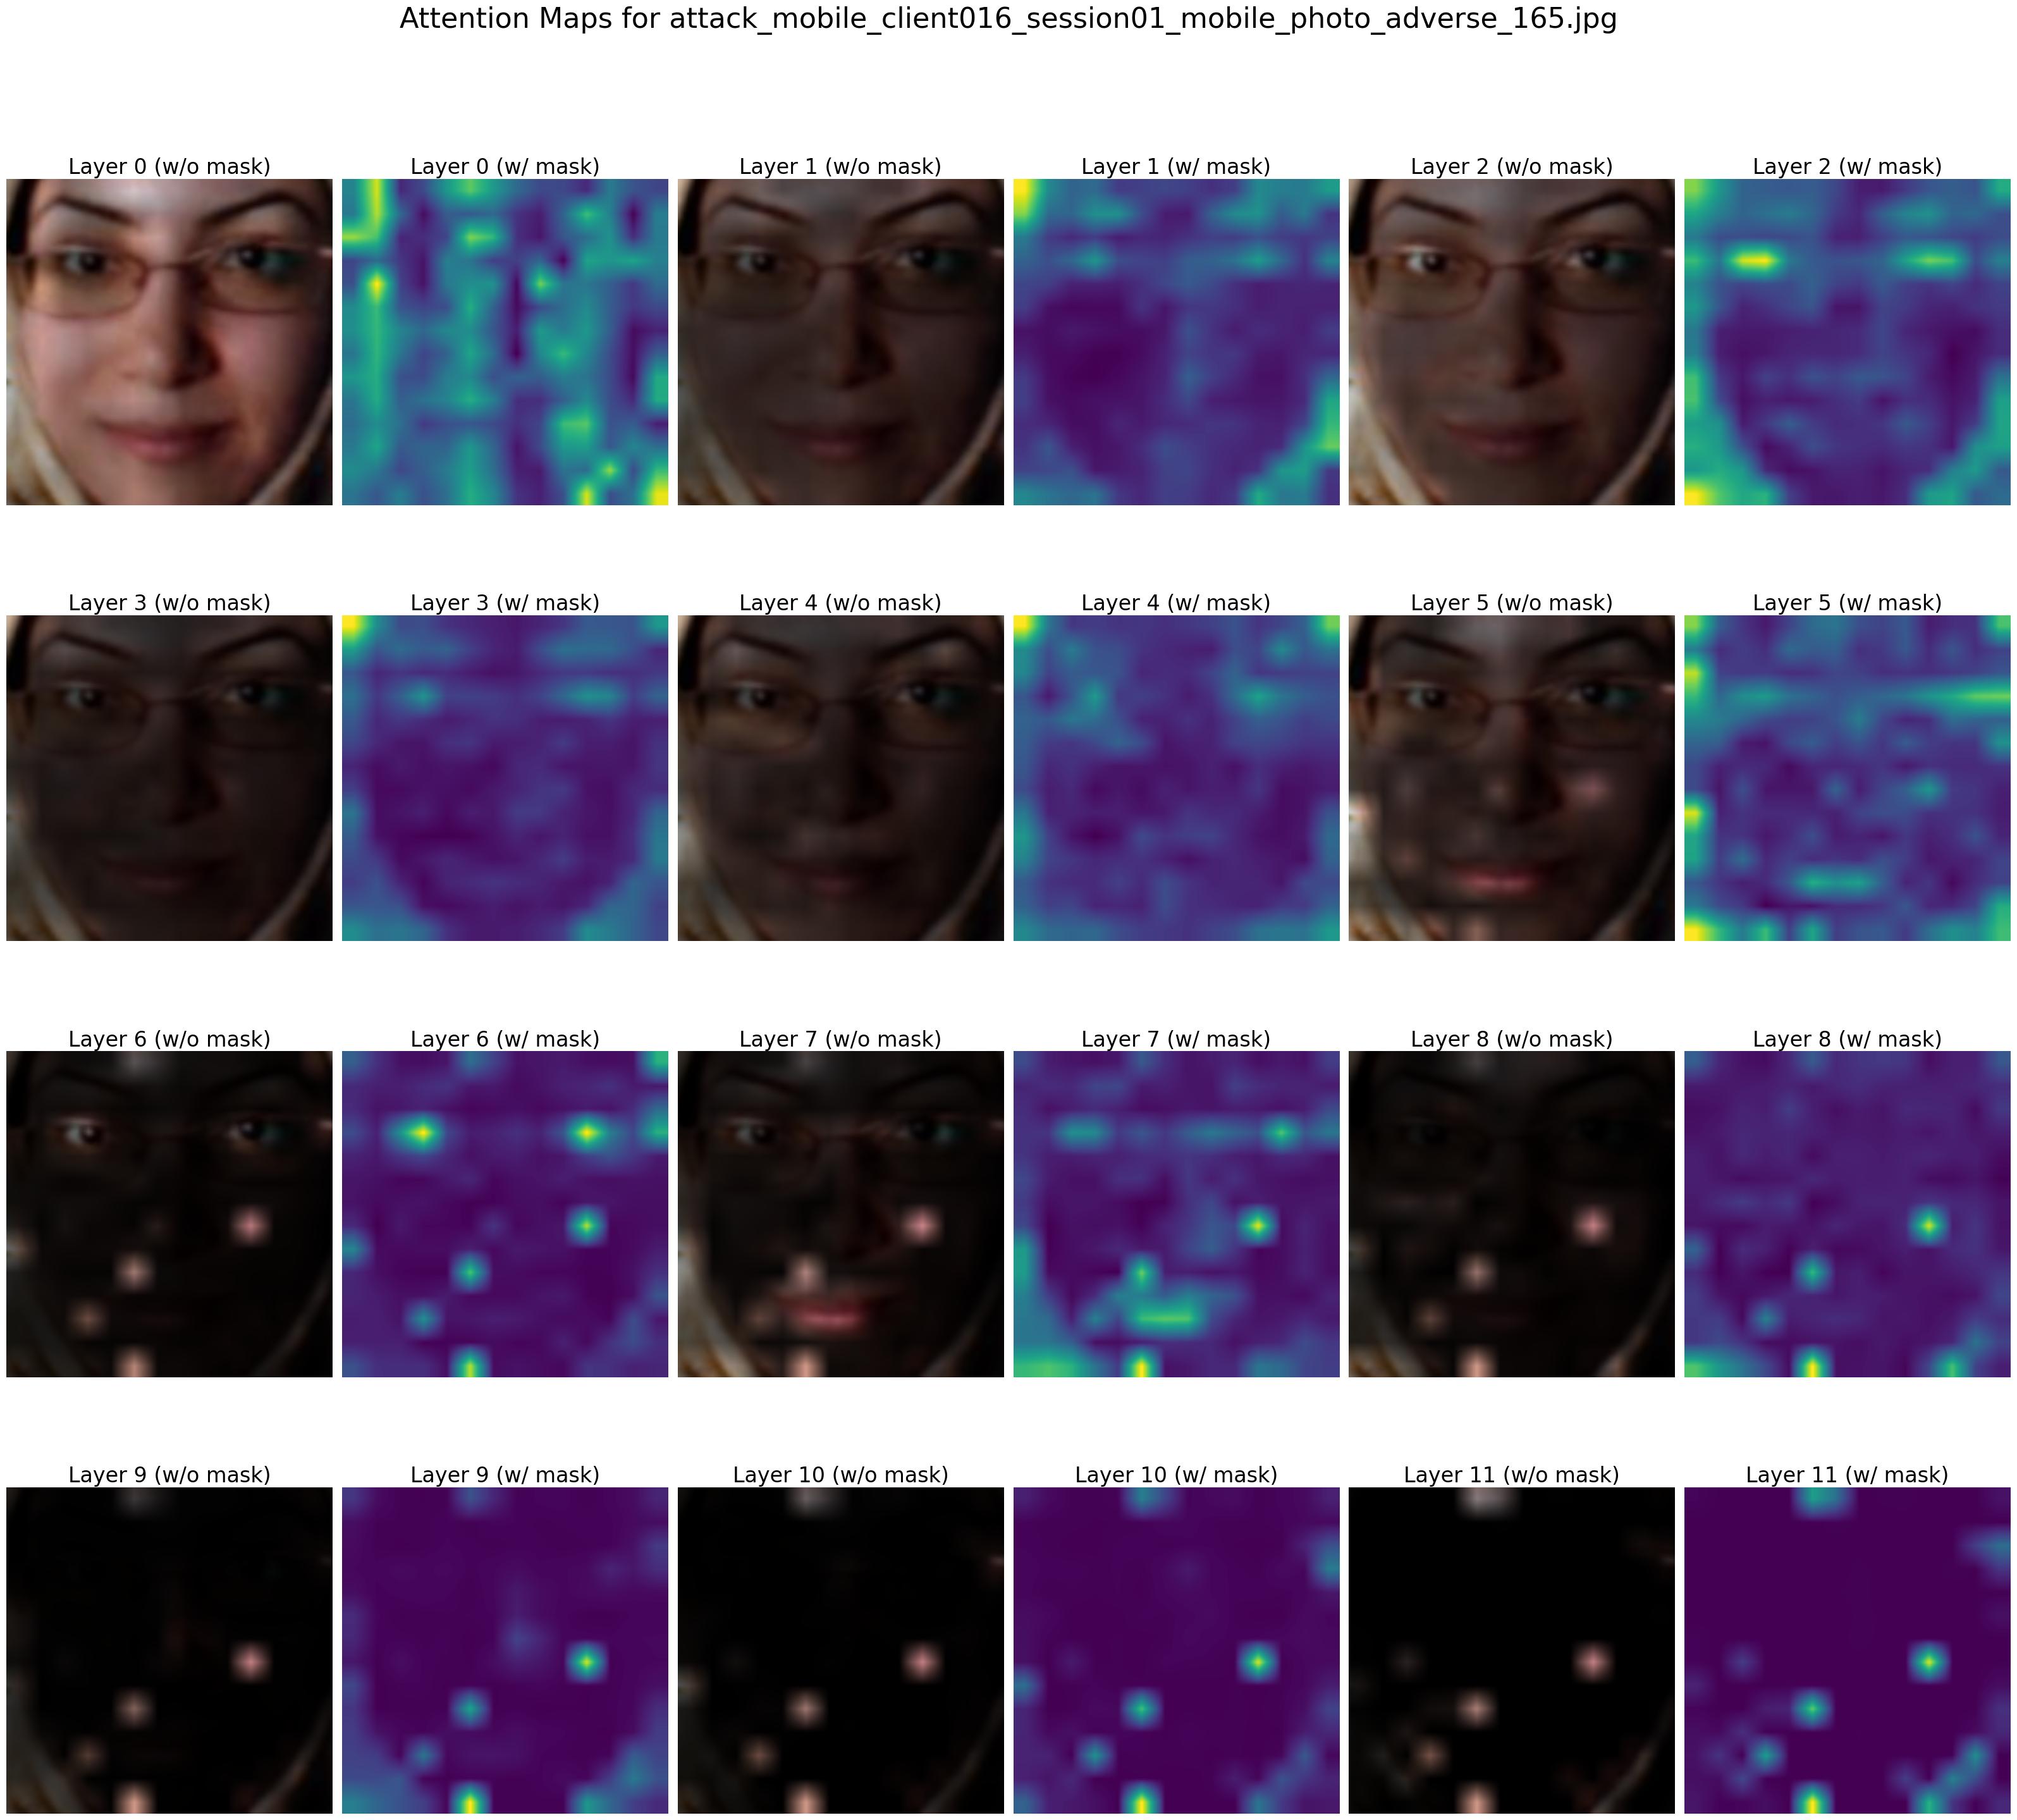 Attention Maps for attack_mobile_client016_session01_mobile_photo_adverse_165.jpg
Layer 0 (w/o mask)
Layer 0 (w/ mask)
Layer 1 (w/o mask)
Layer 1 (w/ mask)
Layer 2 (w/o mask)
Layer 2 (w/ mask)
Layer 3 (w/o mask)
Layer 3 (w/ mask)
Layer 4 (w/o mask)
Layer 4 (w/ mask)
Layer 5 (w/o mask)
Layer 5 (w/ mask)
Layer 6 (w/o mask)
Layer 6 (w/ mask)
Layer 7 (w/o mask)
Layer 7 (w/ mask)
Layer 8 (w/o mask)
Layer 8 (w/ mask)
Layer 9 (w/o mask)
Layer 9 (w/ mask)
Layer 10 (w/o mask)
Layer 10 (w/ mask)
Layer 11 (w/o mask)
Layer 11 (w/ mask)